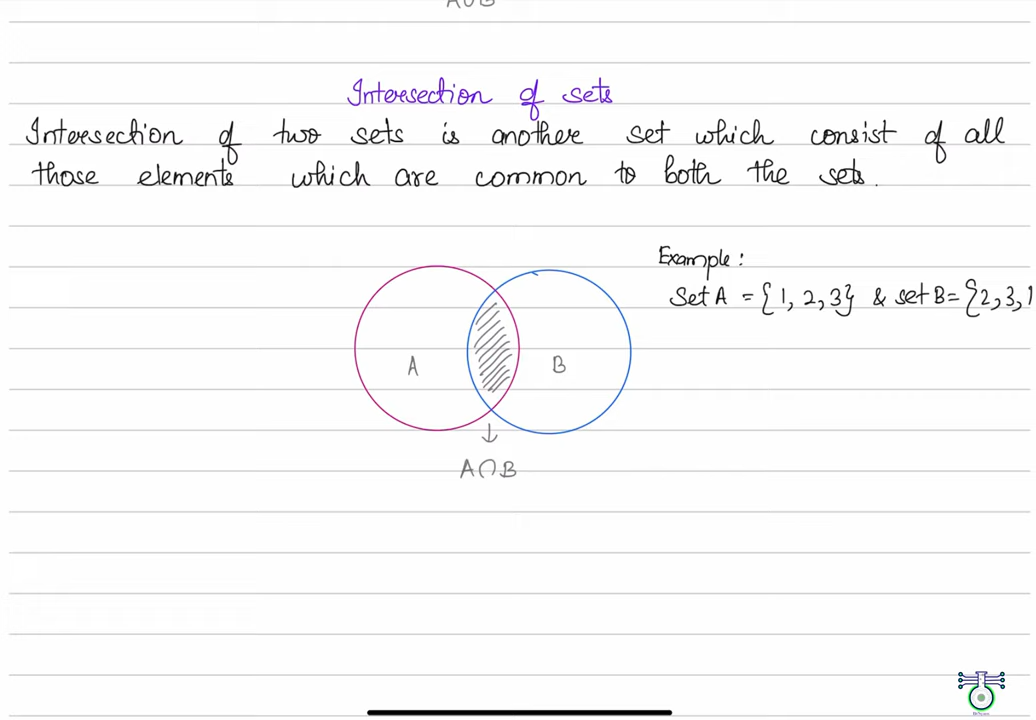 A∪B
Intersection of sets
Intersection of two sets is another set which consist of all
those elements which are common to both the sets.
Example :
set A = {1, 2, 3} & set B = {2, 3, 1
A
B
↓
A∩B